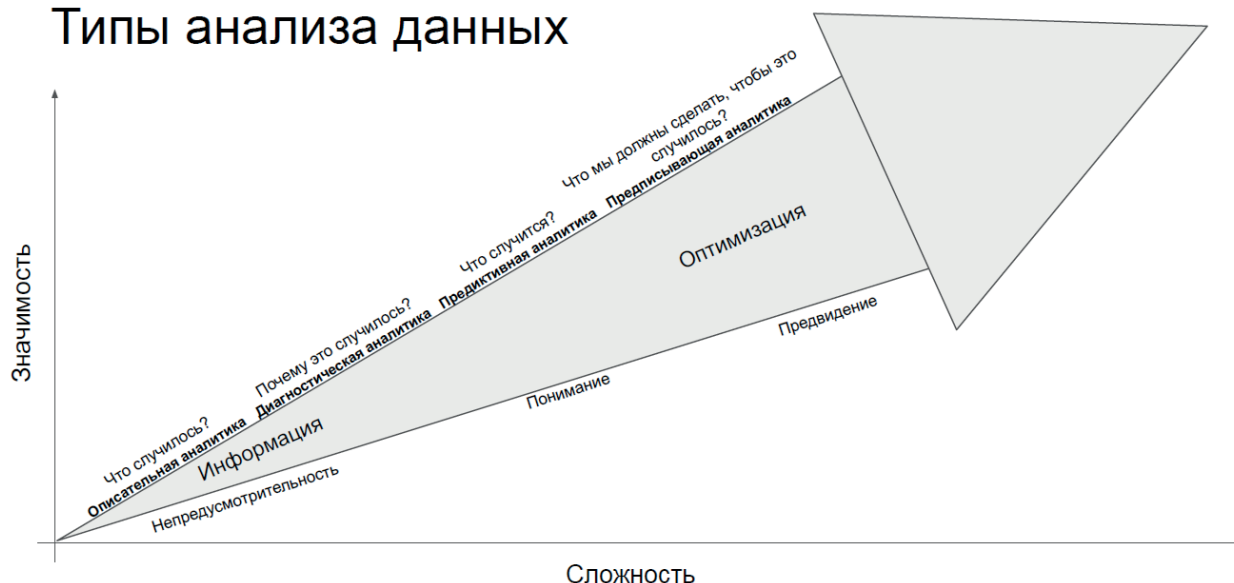 Типы анализа данных
Значимость
Что случилось?
Описательная аналитика
Почему это случилось?
Диагностическая аналитика
Что случится?
Предиктивная аналитика
Что мы должны сделать, чтобы это
случилось?
Предписывающая аналитика
Информация
Оптимизация
Непредусмотрительность
Понимание
Предвидение
Сложность